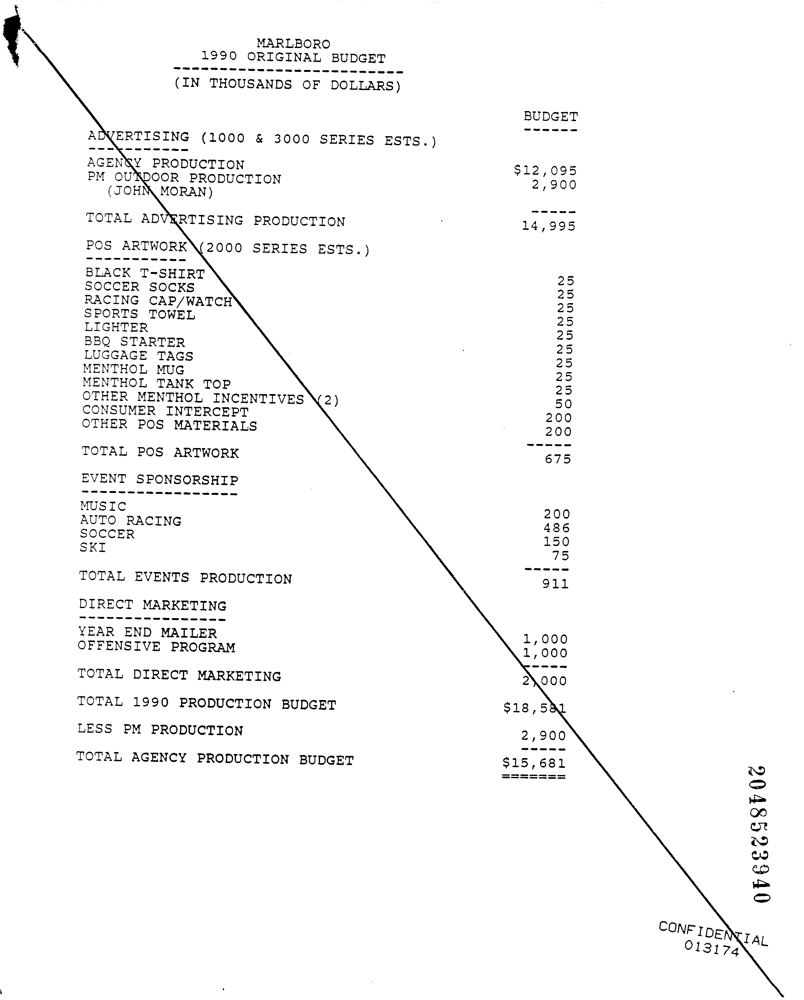 MARLBORO
1990 ORIGINAL BUDGET
--------------------------
(IN THOUSANDS OF DOLLARS)
BUDGET
------
ADVERTISING (1000 & 3000 SERIES ESTS.)
-----------
AGENCY PRODUCTION $12,095
PM OUTDOOR PRODUCTION 2,900
(JOHN MORAN)
-----
TOTAL ADVERTISING PRODUCTION 14,995
POS ARTWORK (2000 SERIES ESTS.)
-----------
BLACK T-SHIRT 25
SOCCER SOCKS 25
RACING CAP/WATCH 25
SPORTS TOWEL 25
LIGHTER 25
BBQ STARTER 25
LUGGAGE TAGS 25
MENTHOL MUG 25
MENTHOL TANK TOP 25
OTHER MENTHOL INCENTIVES (2) 50
CONSUMER INTERCEPT 200
OTHER POS MATERIALS 200
-----
TOTAL POS ARTWORK 675
EVENT SPONSORSHIP
-----------------
MUSIC 200
AUTO RACING 486
SOCCER 150
SKI 75
-----
TOTAL EVENTS PRODUCTION 911
DIRECT MARKETING
----------------
YEAR END MAILER 1,000
OFFENSIVE PROGRAM 1,000
-----
TOTAL DIRECT MARKETING 2,000
TOTAL 1990 PRODUCTION BUDGET $18,581
LESS PM PRODUCTION 2,900
-----
TOTAL AGENCY PRODUCTION BUDGET $15,681
=======
2048523940
CONFIDENTIAL
013174